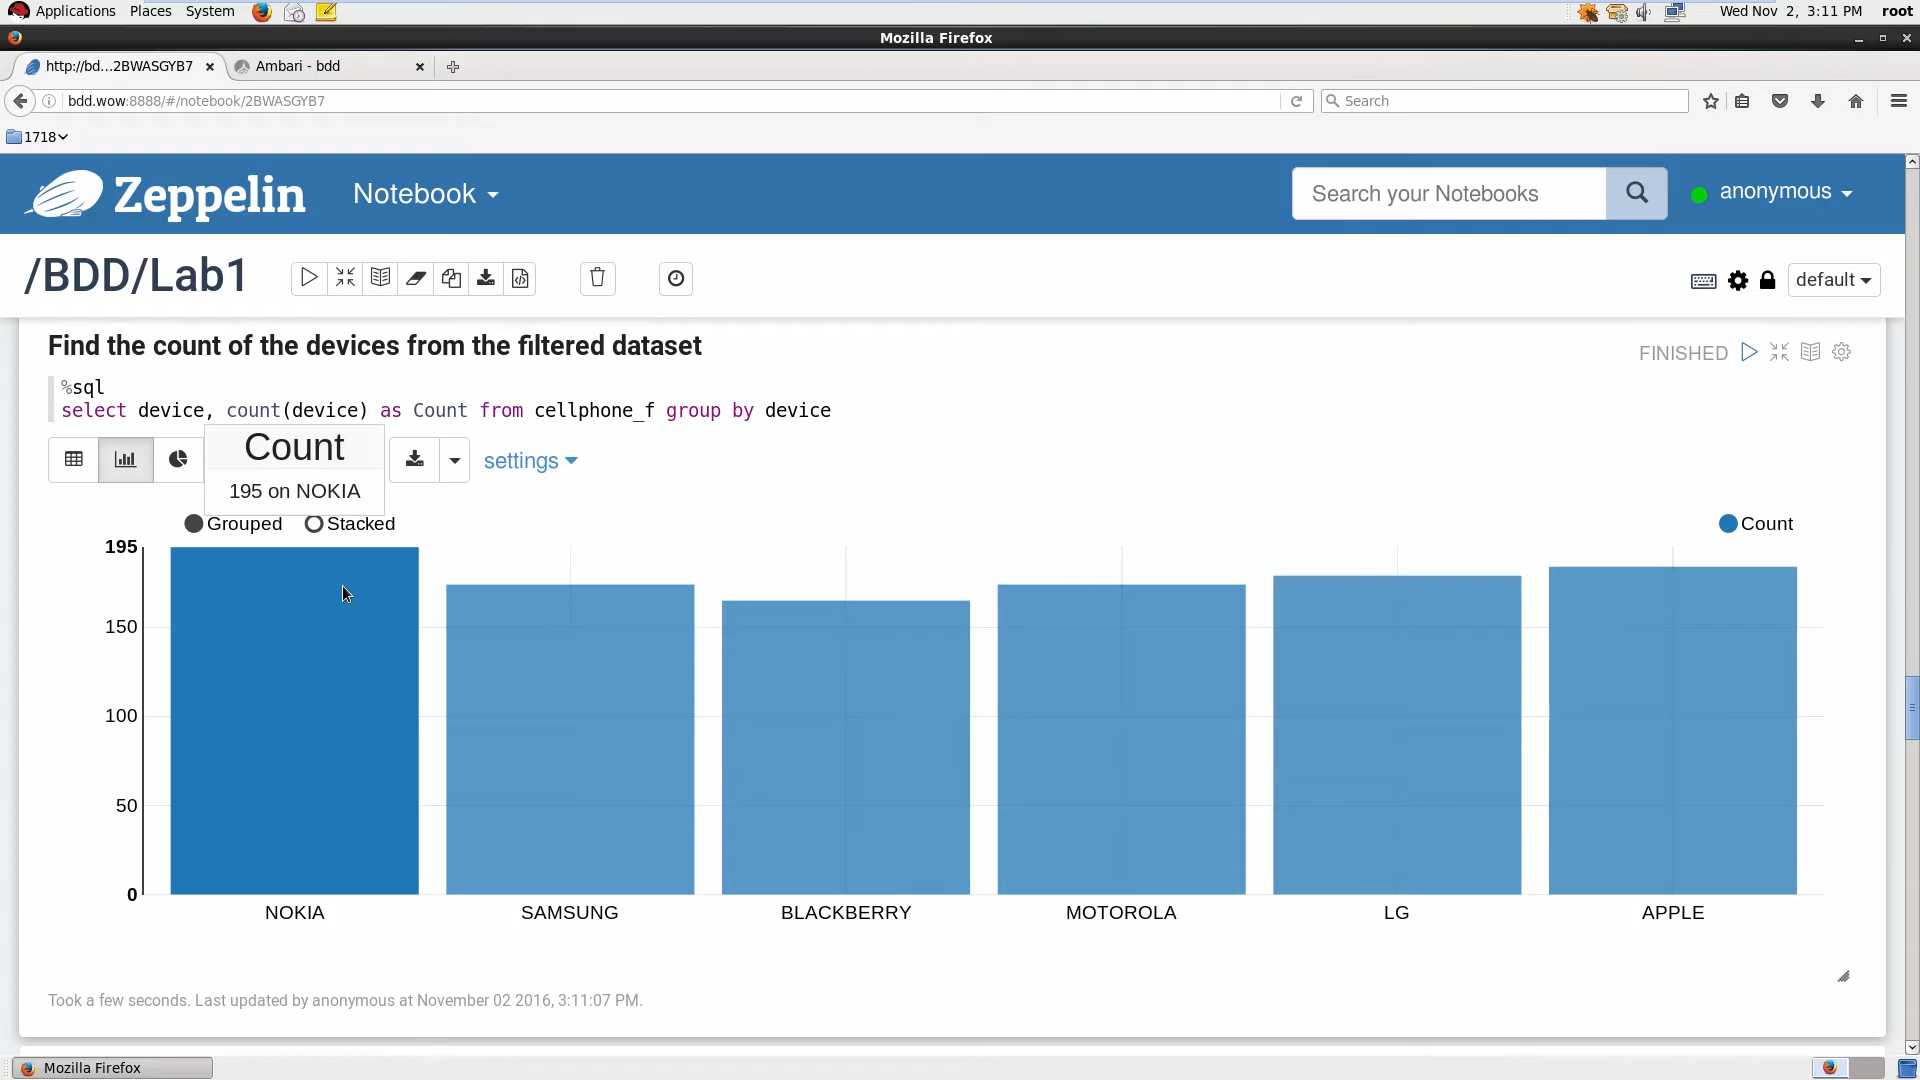 Applications Places System
Wed Nov 2, 3:11 PM root
Mozilla Firefox
http://bd...2BWASGYB7
Ambari - bdd
bdd.wow:8888/#/notebook/2BWASGYB7
Search
1718
Zeppelin
Notebook
Search your Notebooks
anonymous
/BDD/Lab1
default
Find the count of the devices from the filtered dataset
FINISHED
%sql
select device, count(device) as Count from cellphone_f group by device
Count
195 on NOKIA
settings
Grouped Stacked
Count
195
150
100
50
0
NOKIA SAMSUNG BLACKBERRY MOTOROLA LG APPLE
Took a few seconds. Last updated by anonymous at November 02 2016, 3:11:07 PM.
Mozilla Firefox